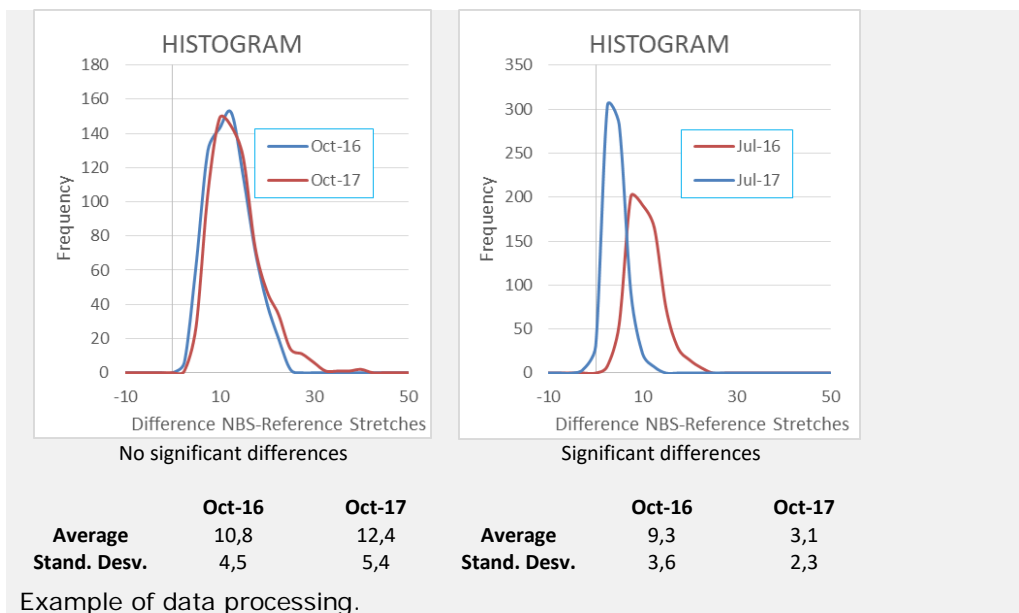 HISTOGRAM
180
160
140
120
100
80
60
40
20
0
Frequency
Oct-16
Oct-17
-10 10 30 50
Difference NBS-Reference Stretches
HISTOGRAM
350
300
250
200
150
100
50
0
Frequency
Jul-16
Jul-17
-10 10 30 50
Difference NBS-Reference Stretches
No significant differences
Significant differences
Oct-16 Oct-17 Oct-16 Oct-17
Average 10,8 12,4 Average 9,3 3,1
Stand. Desv. 4,5 5,4 Stand. Desv. 3,6 2,3
Example of data processing.